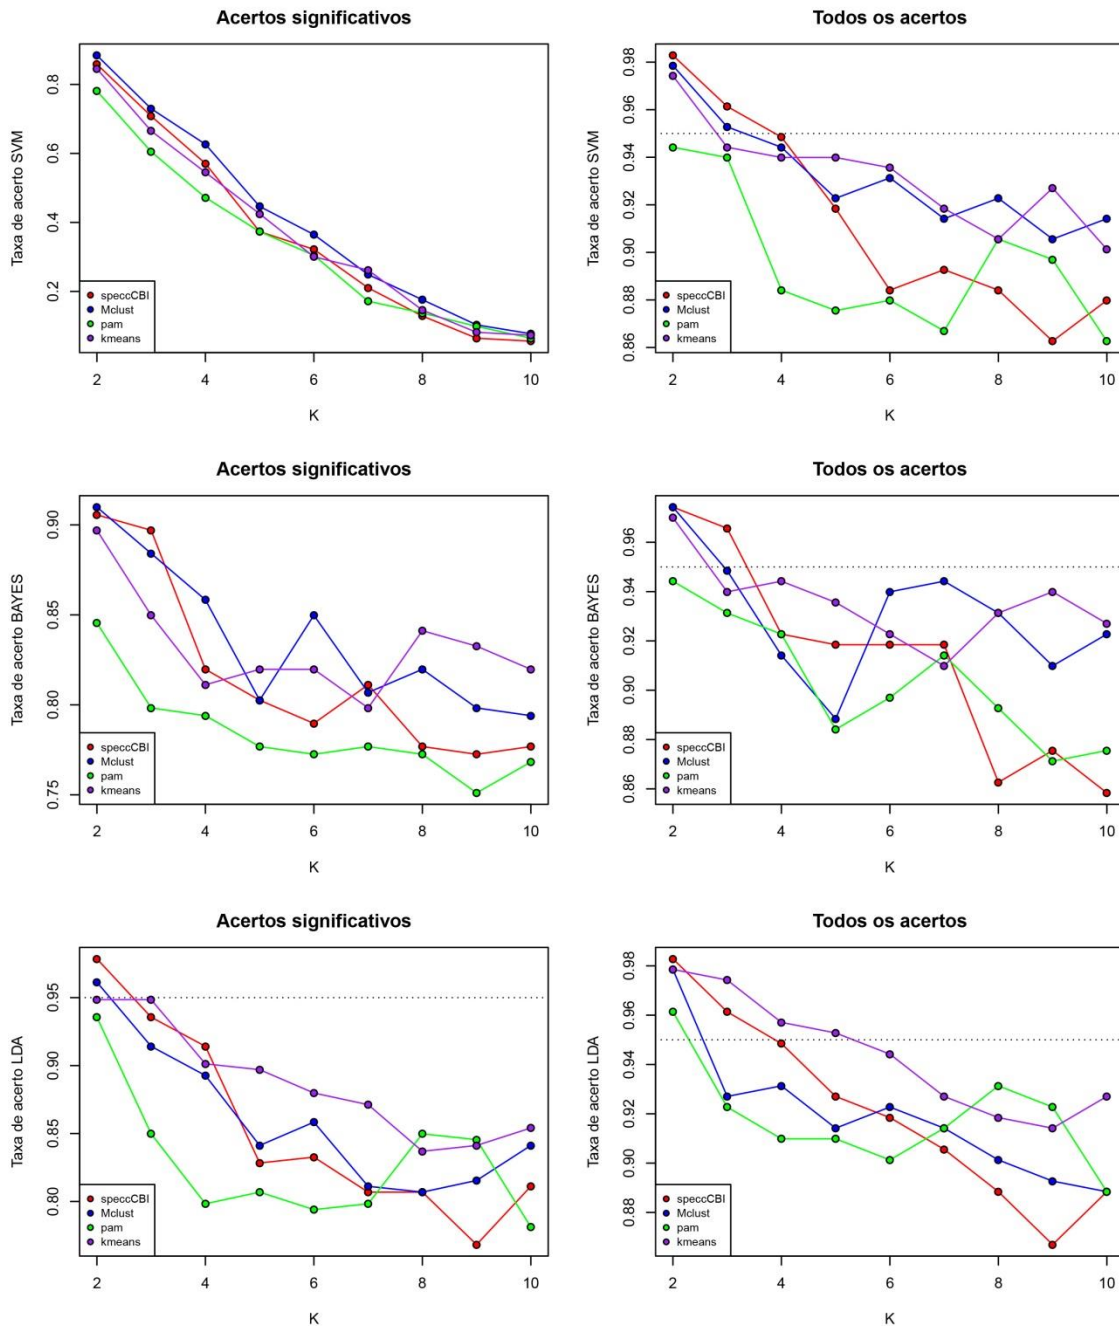 Acertos significativos
Taxa de acerto SVM
0.8
0.6
0.4
0.2
speccCBI
Mclust
pam
kmeans
2 4 6 8 10
K
Todos os acertos
Taxa de acerto SVM
0.98
0.96
0.94
0.92
0.90
0.88
0.86
speccCBI
Mclust
pam
kmeans
2 4 6 8 10
K
Acertos significativos
Taxa de acerto BAYES
0.90
0.85
0.80
0.75
speccCBI
Mclust
pam
kmeans
2 4 6 8 10
K
Todos os acertos
Taxa de acerto BAYES
0.96
0.94
0.92
0.90
0.88
0.86
speccCBI
Mclust
pam
kmeans
2 4 6 8 10
K
Acertos significativos
Taxa de acerto LDA
0.95
0.90
0.85
0.80
speccCBI
Mclust
pam
kmeans
2 4 6 8 10
K
Todos os acertos
Taxa de acerto LDA
0.98
0.96
0.94
0.92
0.90
0.88
speccCBI
Mclust
pam
kmeans
2 4 6 8 10
K